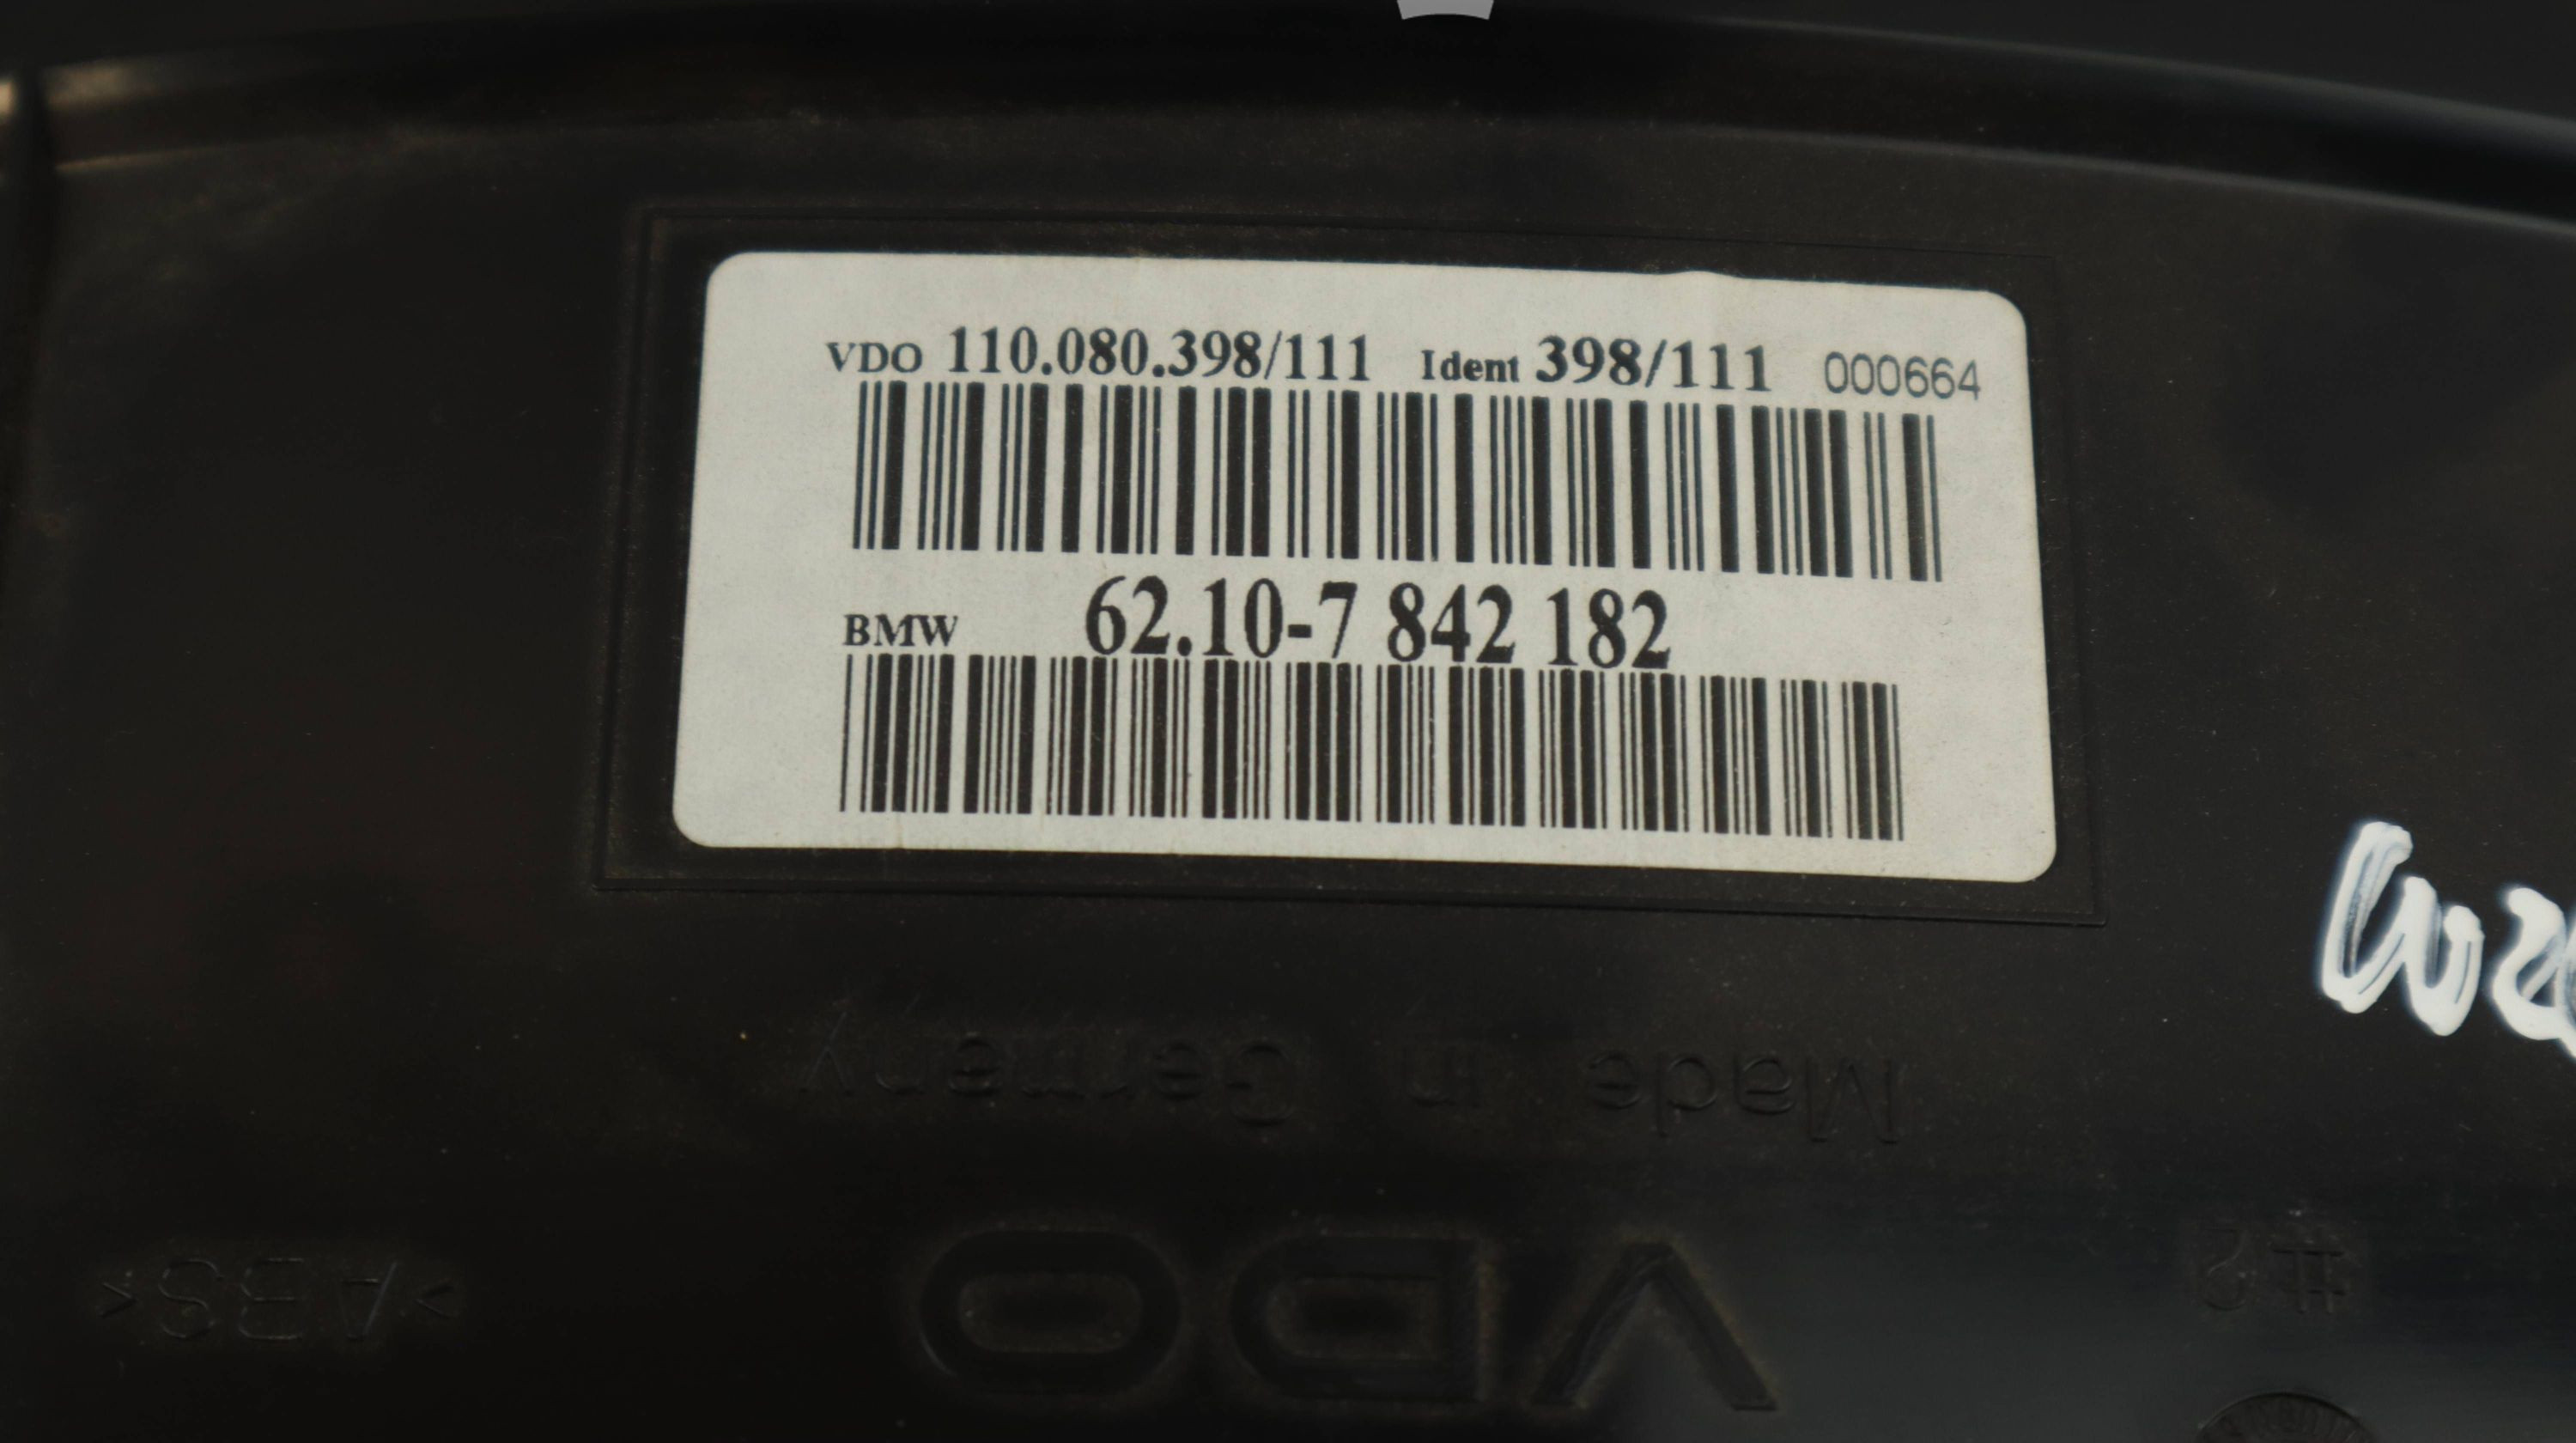 VDO 110.080.398/111 Ident 398/111 000664
BMW 62.10-7 842 182
Made in Germany
VDO
>ABS<
#2